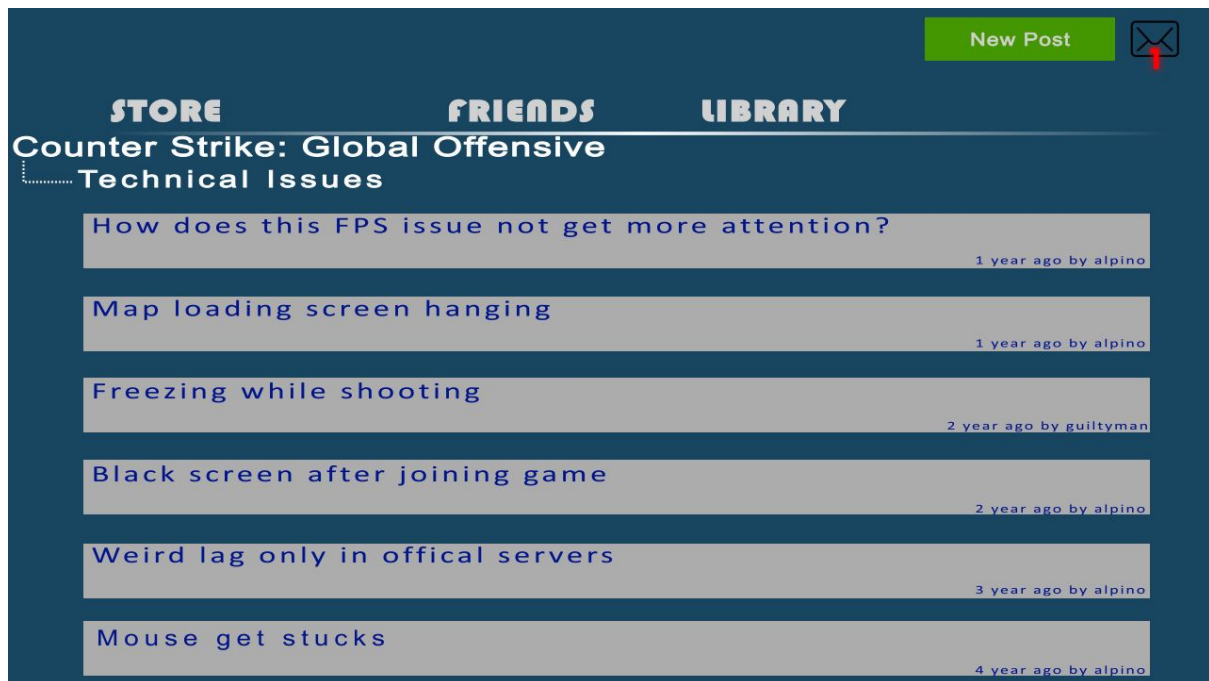 New Post
1
STORE FRIENDS LIBRARY
Counter Strike: Global Offensive
Technical Issues
How does this FPS issue not get more attention?
1 year ago by alpino
Map loading screen hanging
1 year ago by alpino
Freezing while shooting
2 year ago by guiltyman
Black screen after joining game
2 year ago by alpino
Weird lag only in offical servers
3 year ago by alpino
Mouse get stucks
4 year ago by alpino